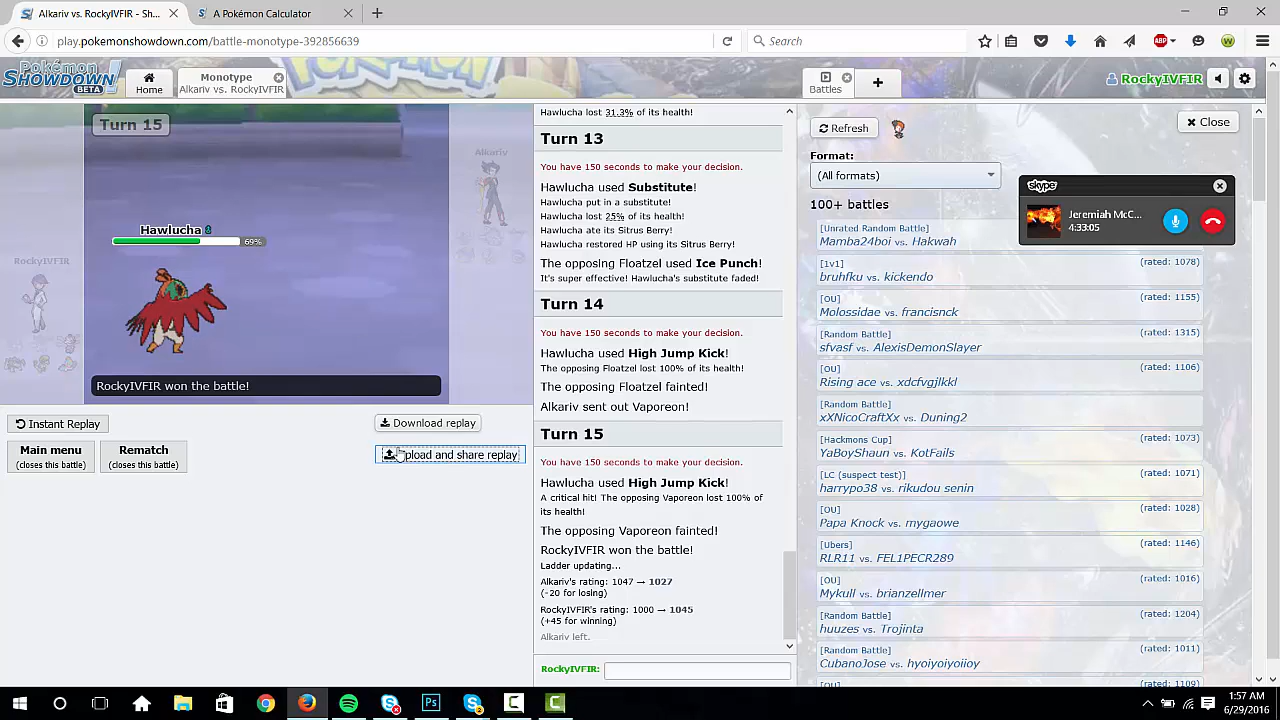 Alkariv vs. RockyIVFIR - Sh...
A Pokémon Calculator
play.pokemonshowdown.com/battle-monotype-392856639
Search
ABP
W
Pokémon
SHOWDOWN!
BETA
Home
Monotype
Alkariv vs. RockyIVFIR
Battles
RockyIVFIR
Turn 15
Alkariv
RockyIVFIR
Hawlucha
69%
RockyIVFIR won the battle!
Instant Replay
Download replay
Main menu
(closes this battle)
Rematch
(closes this battle)
pload and share replay
Hawlucha lost 31.3% of its health!
Turn 13
You have 150 seconds to make your decision.
Hawlucha used Substitute!
Hawlucha put in a substitute!
Hawlucha lost 25% of its health!
Hawlucha ate its Sitrus Berry!
Hawlucha restored HP using its Sitrus Berry!
The opposing Floatzel used Ice Punch!
It's super effective! Hawlucha's substitute faded!
Turn 14
You have 150 seconds to make your decision.
Hawlucha used High Jump Kick!
The opposing Floatzel lost 100% of its health!
The opposing Floatzel fainted!
Alkariv sent out Vaporeon!
Turn 15
You have 150 seconds to make your decision.
Hawlucha used High Jump Kick!
A critical hit! The opposing Vaporeon lost 100% of
its health!
The opposing Vaporeon fainted!
RockyIVFIR won the battle!
Ladder updating...
Alkariv's rating: 1047 → 1027
(-20 for losing)
RockyIVFIR's rating: 1000 → 1045
(+45 for winning)
Alkariv left.
RockyIVFIR:
Refresh
Close
Format:
(All formats)
100+ battles
skype
Jeremiah McC...
4:33:05
[Unrated Random Battle]
Mamba24boi vs. Hakwah
[1v1]
(rated: 1078)
bruhfku vs. kickendo
[OU]
(rated: 1155)
Molossidae vs. francisnck
[Random Battle]
(rated: 1315)
sfvasf vs. AlexisDemonSlayer
[OU]
(rated: 1106)
Rising ace vs. xdcfvgjlkkl
[Random Battle]
xXNicoCraftXx vs. Duning2
[Hackmons Cup]
(rated: 1073)
YaBoyShaun vs. KotFails
[LC (suspect test)]
(rated: 1071)
harrypo38 vs. rikudou senin
[OU]
(rated: 1028)
Papa Knock vs. mygaowe
[Ubers]
(rated: 1146)
RLR11 vs. FEL1PECR289
[OU]
(rated: 1016)
Mykull vs. brianzellmer
[Random Battle]
(rated: 1204)
huuzes vs. Trojinta
[Random Battle]
(rated: 1011)
CubanoJose vs. hyoiyoiyoiioy
[OU]
(rated: 1109)
Ps
1:57 AM
6/29/2016